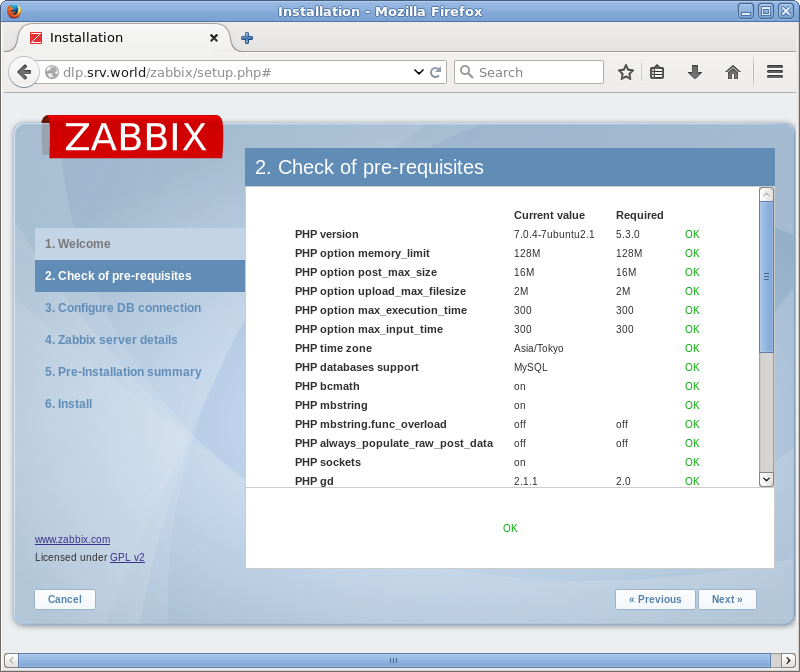 Installation - Mozilla Firefox
Installation
dlp.srv.world/zabbix/setup.php#
Search
ZABBIX
2. Check of pre-requisites
1. Welcome
2. Check of pre-requisites
3. Configure DB connection
4. Zabbix server details
5. Pre-Installation summary
6. Install
Current value Required
PHP version 7.0.4-7ubuntu2.1 5.3.0 OK
PHP option memory_limit 128M 128M OK
PHP option post_max_size 16M 16M OK
PHP option upload_max_filesize 2M 2M OK
PHP option max_execution_time 300 300 OK
PHP option max_input_time 300 300 OK
PHP time zone Asia/Tokyo OK
PHP databases support MySQL OK
PHP bcmath on OK
PHP mbstring on OK
PHP mbstring.func_overload off off OK
PHP always_populate_raw_post_data off off OK
PHP sockets on OK
PHP gd 2.1.1 2.0 OK
OK
www.zabbix.com
Licensed under GPL v2
Cancel
« Previous
Next »